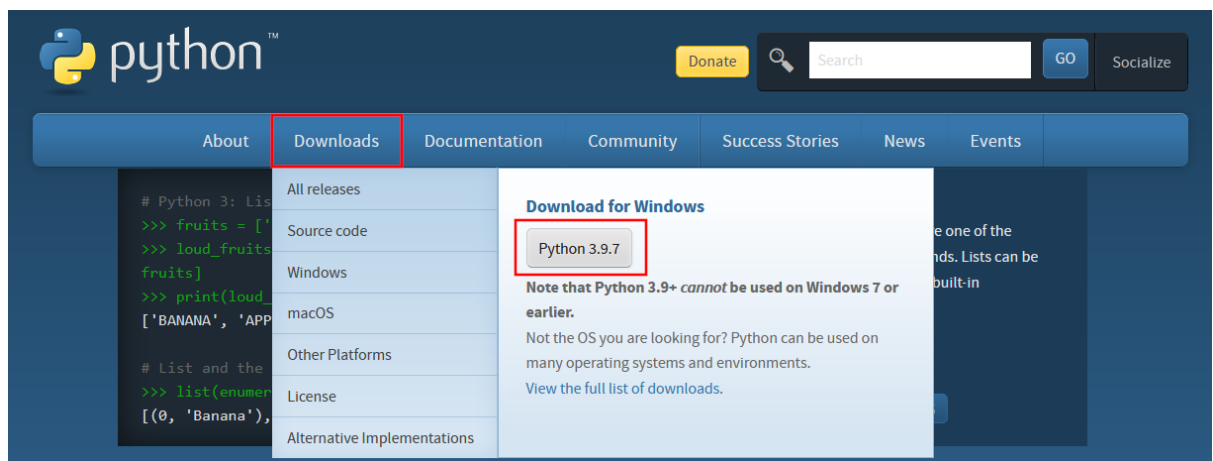 python™
Donate
Search
GO
Socialize
About Downloads Documentation Community Success Stories News Events
All releases
Source code
Windows
macOS
Other Platforms
License
Alternative Implementations
Download for Windows
Python 3.9.7
Note that Python 3.9+ cannot be used on Windows 7 or
earlier.
Not the OS you are looking for? Python can be used on
many operating systems and environments.
View the full list of downloads.
# Python 3: Lis
>>> fruits = ['
>>> loud_fruits
fruits]
>>> print(loud_
['BANANA', 'APP
# List and the
>>> list(enumer
[(0, 'Banana'),
e one of the
nds. Lists can be
built-in